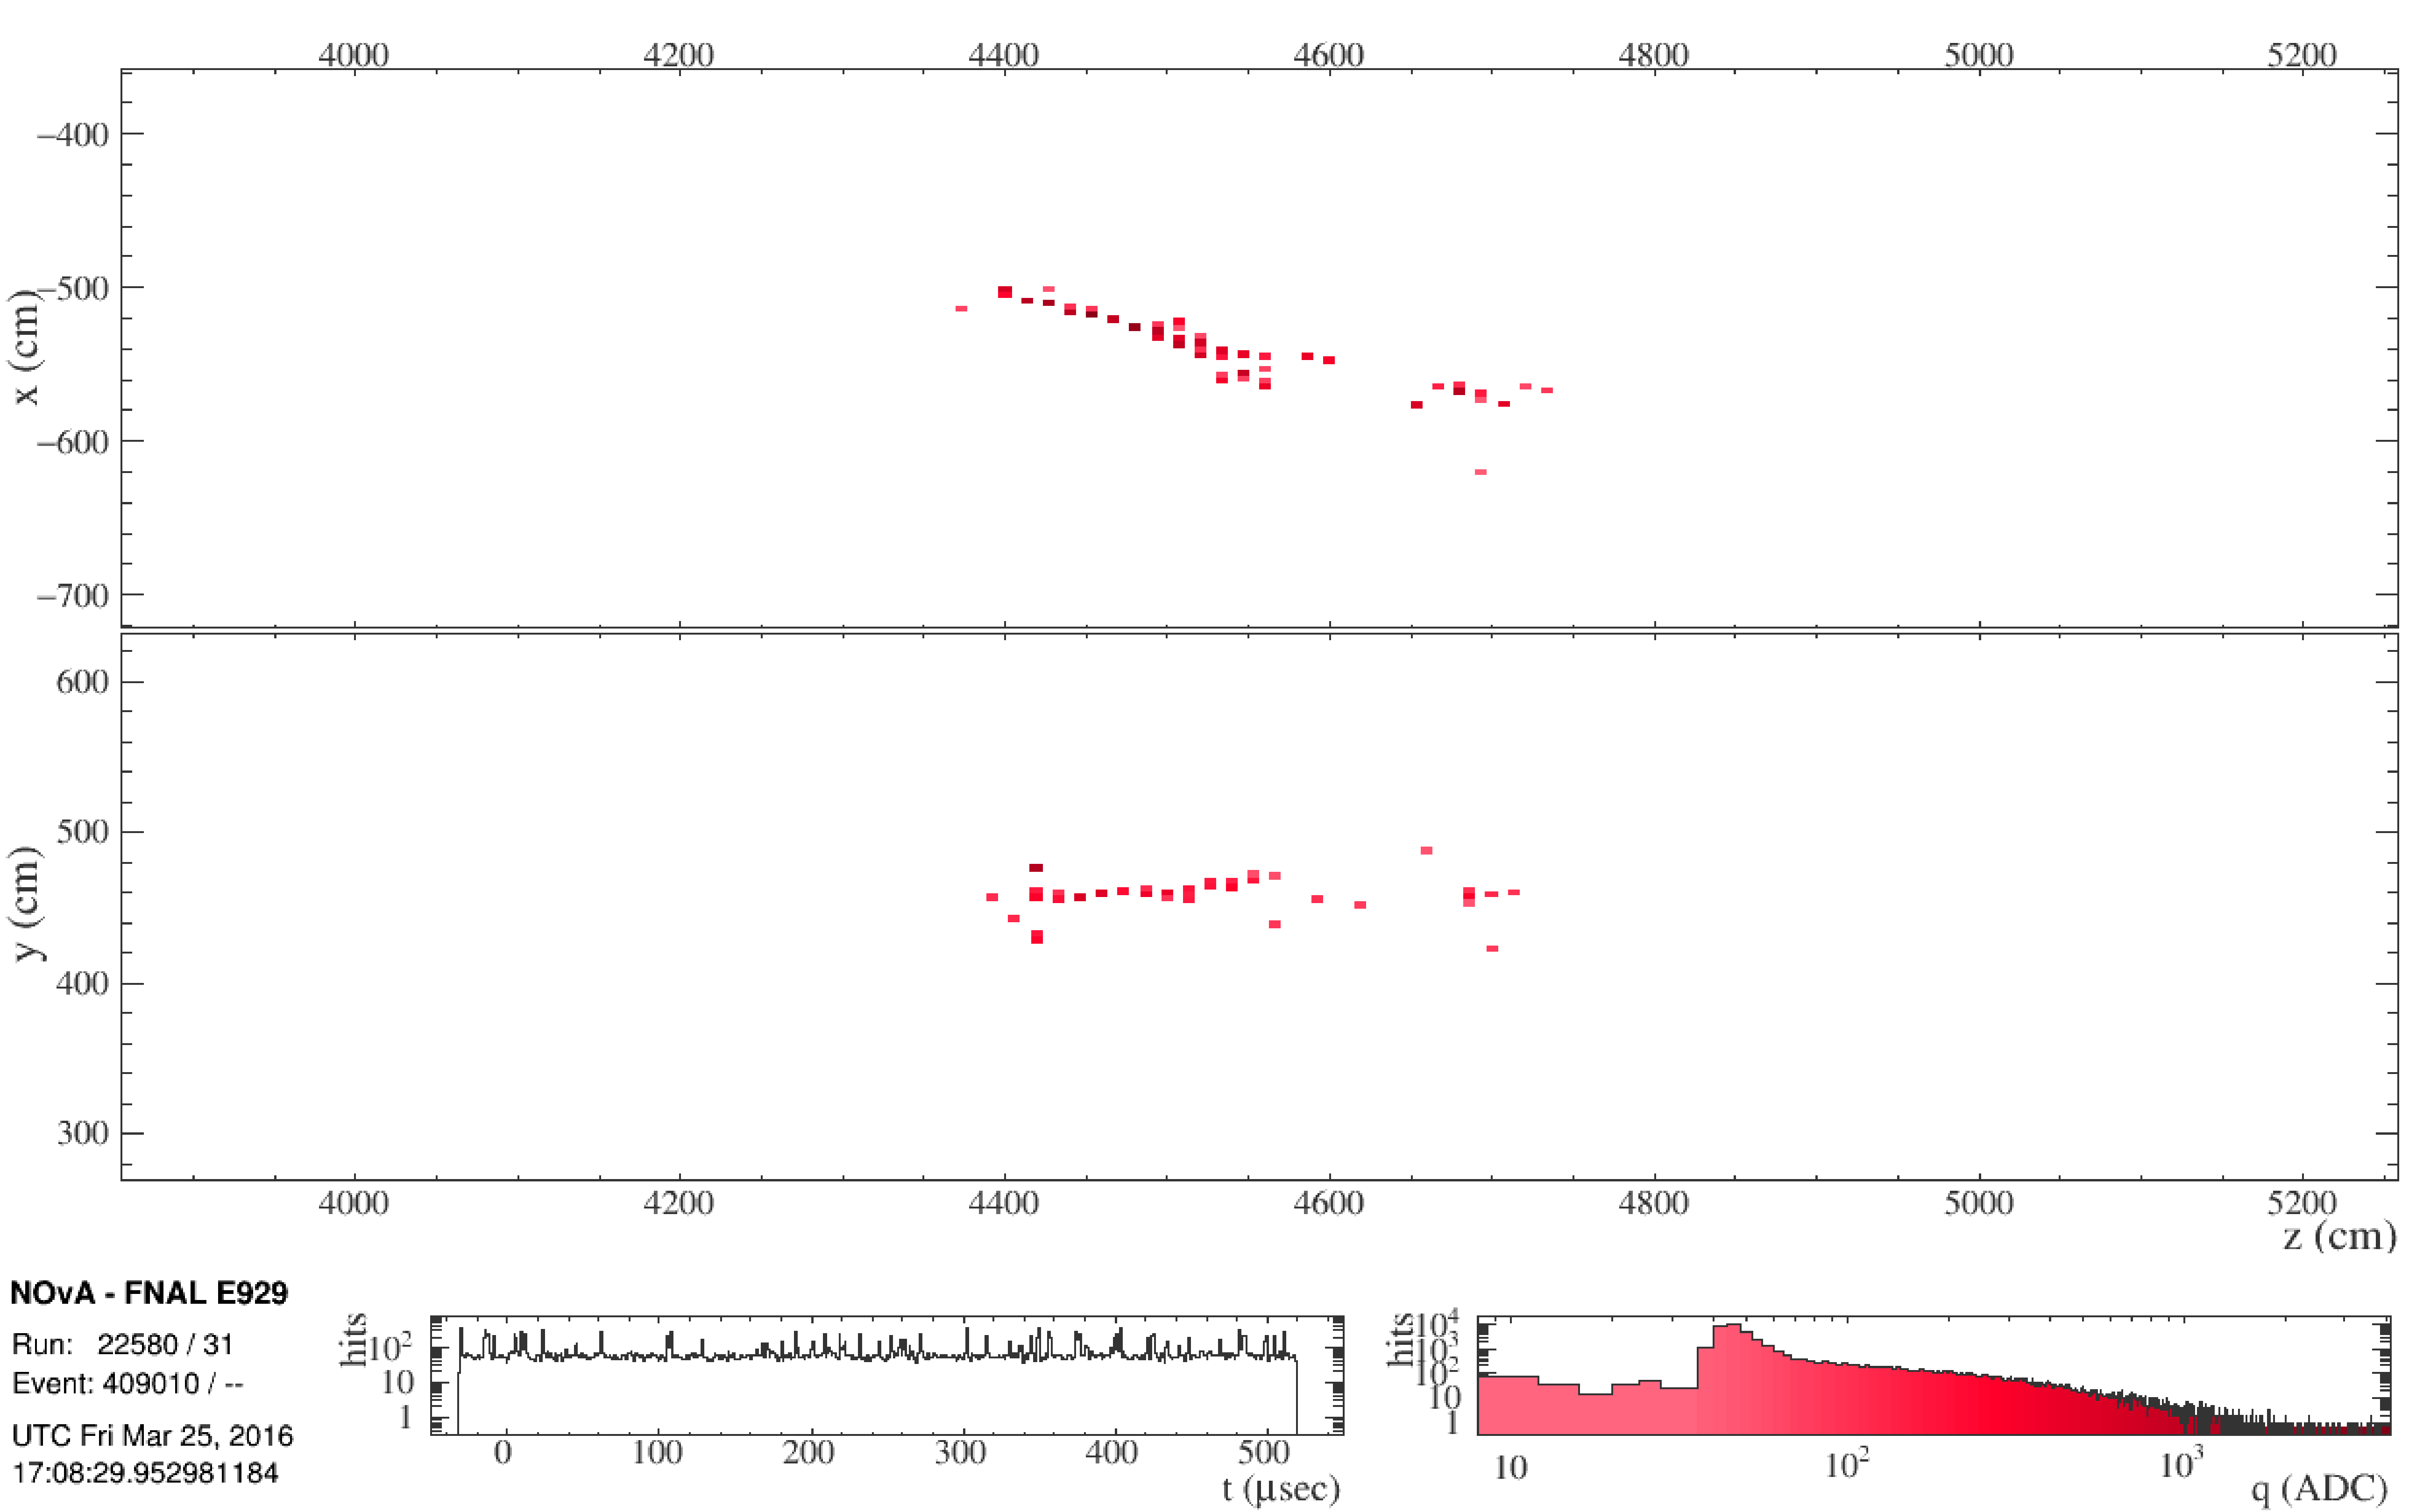 4000 4200 4400 4600 4800 5000 5200
−400
−500
−600
−700
x (cm)
600
500
400
300
y (cm)
4000 4200 4400 4600 4800 5000 5200
z (cm)
NOvA - FNAL E929
Run: 22580 / 31
Event: 409010 / --
UTC Fri Mar 25, 2016
17:08:29.952981184
hits
10²
10
1
0 100 200 300 400 500
t (μsec)
hits
10⁴
10³
10²
10
1
10 10² 10³
q (ADC)